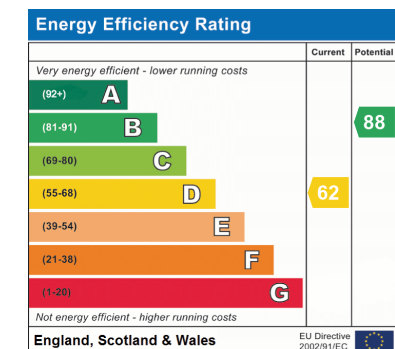 Energy Efficiency Rating
Current Potential
Very energy efficient - lower running costs
(92+) A
(81-91) B
88
(69-80) C
(55-68) D
62
(39-54) E
(21-38) F
(1-20) G
Not energy efficient - higher running costs
England, Scotland & Wales
EU Directive
2002/91/EC